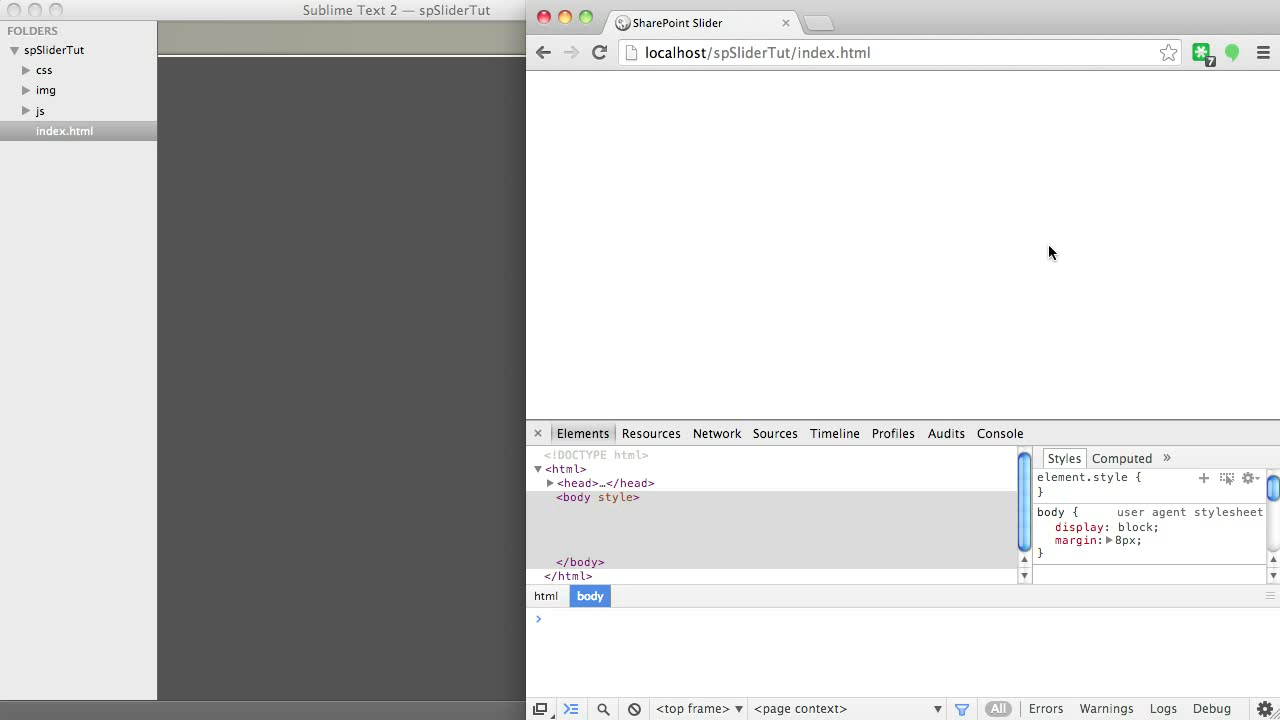 Sublime Text 2 — spSliderTut
FOLDERS
spSliderTut
css
img
js
index.html
SharePoint Slider
localhost/spSliderTut/index.html
7
Elements Resources Network Sources Timeline Profiles Audits Console
<!DOCTYPE html>
<html>
<head>…</head>
<body style>
</body>
</html>
Styles Computed »
element.style {
}
body { user agent stylesheet
display: block;
margin: 8px;
}
html body
>
<top frame> <page context> All Errors Warnings Logs Debug